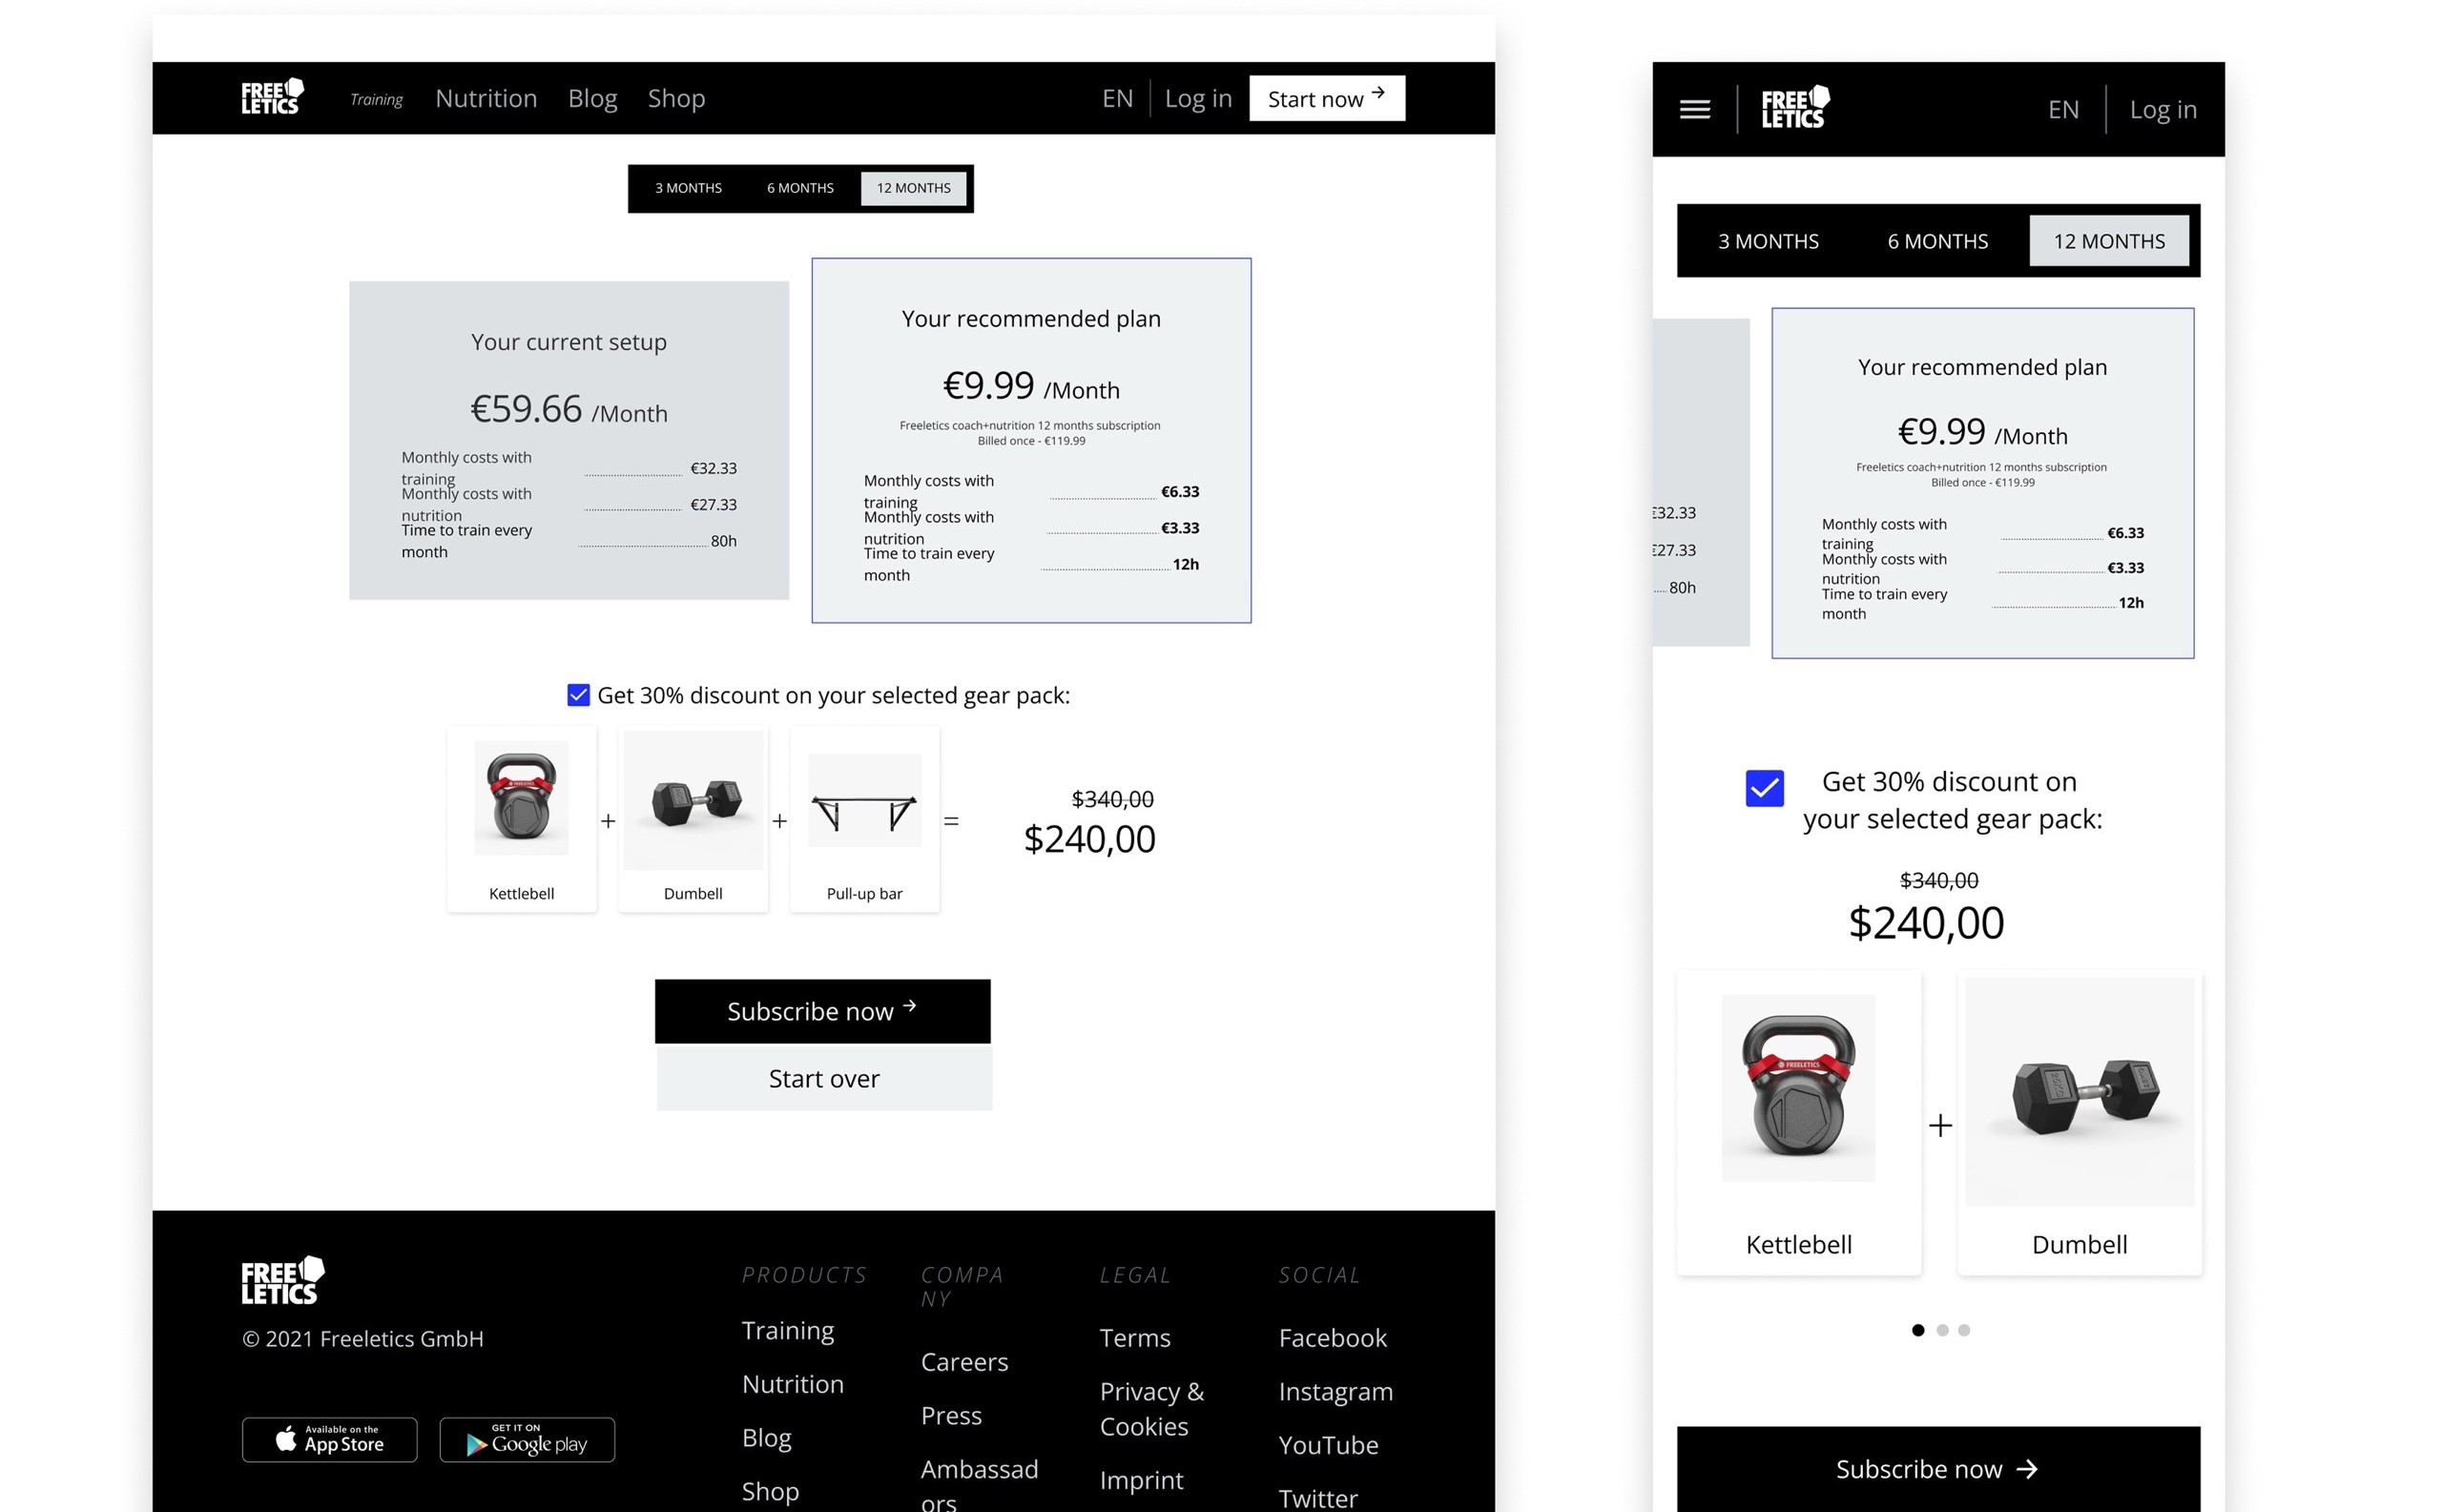 FREE
LETICS
Training
Nutrition
Blog
Shop
EN
Log in
Start now →
3 MONTHS
6 MONTHS
12 MONTHS
Your current setup
€59.66 /Month
Monthly costs with
training
€32.33
Monthly costs with
nutrition
€27.33
Time to train every
month
80h
Your recommended plan
€9.99 /Month
Freeletics coach+nutrition 12 months subscription
Billed once - €119.99
Monthly costs with
training
€6.33
Monthly costs with
nutrition
€3.33
Time to train every
month
12h
Get 30% discount on your selected gear pack:
Kettlebell
+
Dumbell
+
Pull-up bar
=
$340,00
$240,00
Subscribe now →
Start over
FREE
LETICS
© 2021 Freeletics GmbH
Available on the
App Store
GET IT ON
Google play
PRODUCTS
Training
Nutrition
Blog
Shop
COMPA
NY
Careers
Press
Ambassad
ors
LEGAL
Terms
Privacy &
Cookies
Imprint
SOCIAL
Facebook
Instagram
YouTube
Twitter
FREE
LETICS
EN
Log in
3 MONTHS
6 MONTHS
12 MONTHS
€32.33
€27.33
80h
Your recommended plan
€9.99 /Month
Freeletics coach+nutrition 12 months subscription
Billed once - €119.99
Monthly costs with
training
€6.33
Monthly costs with
nutrition
€3.33
Time to train every
month
12h
Get 30% discount on
your selected gear pack:
$340,00
$240,00
FREELETICS
Kettlebell
+
Dumbell
Subscribe now →